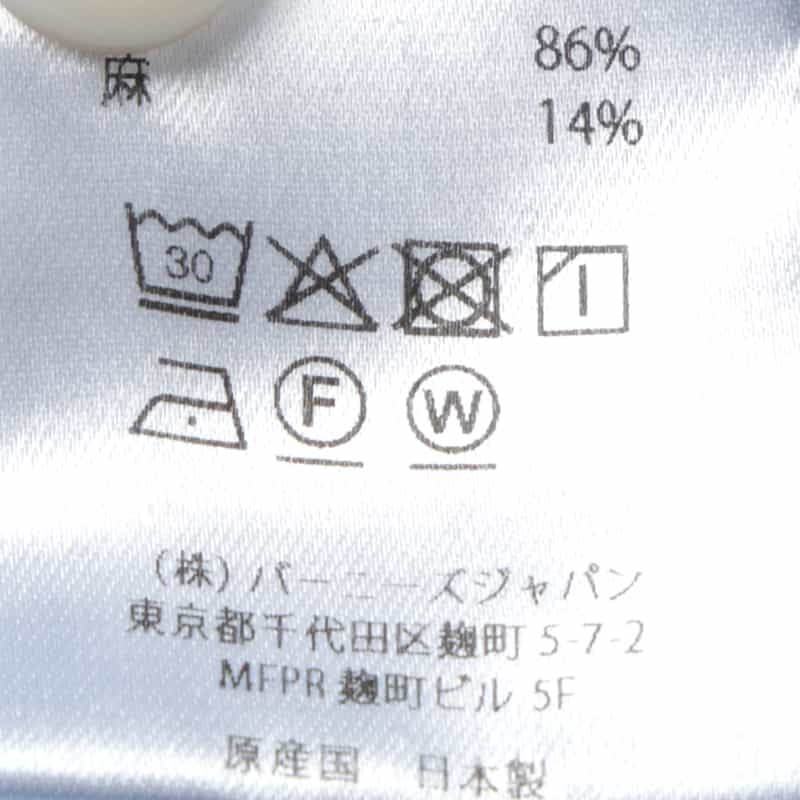 86%
麻 14%
30
F W
(株)バーニーズジャパン
東京都千代田区麹町5-7-2
MFPR麹町ビル 5F
原産国 日本製